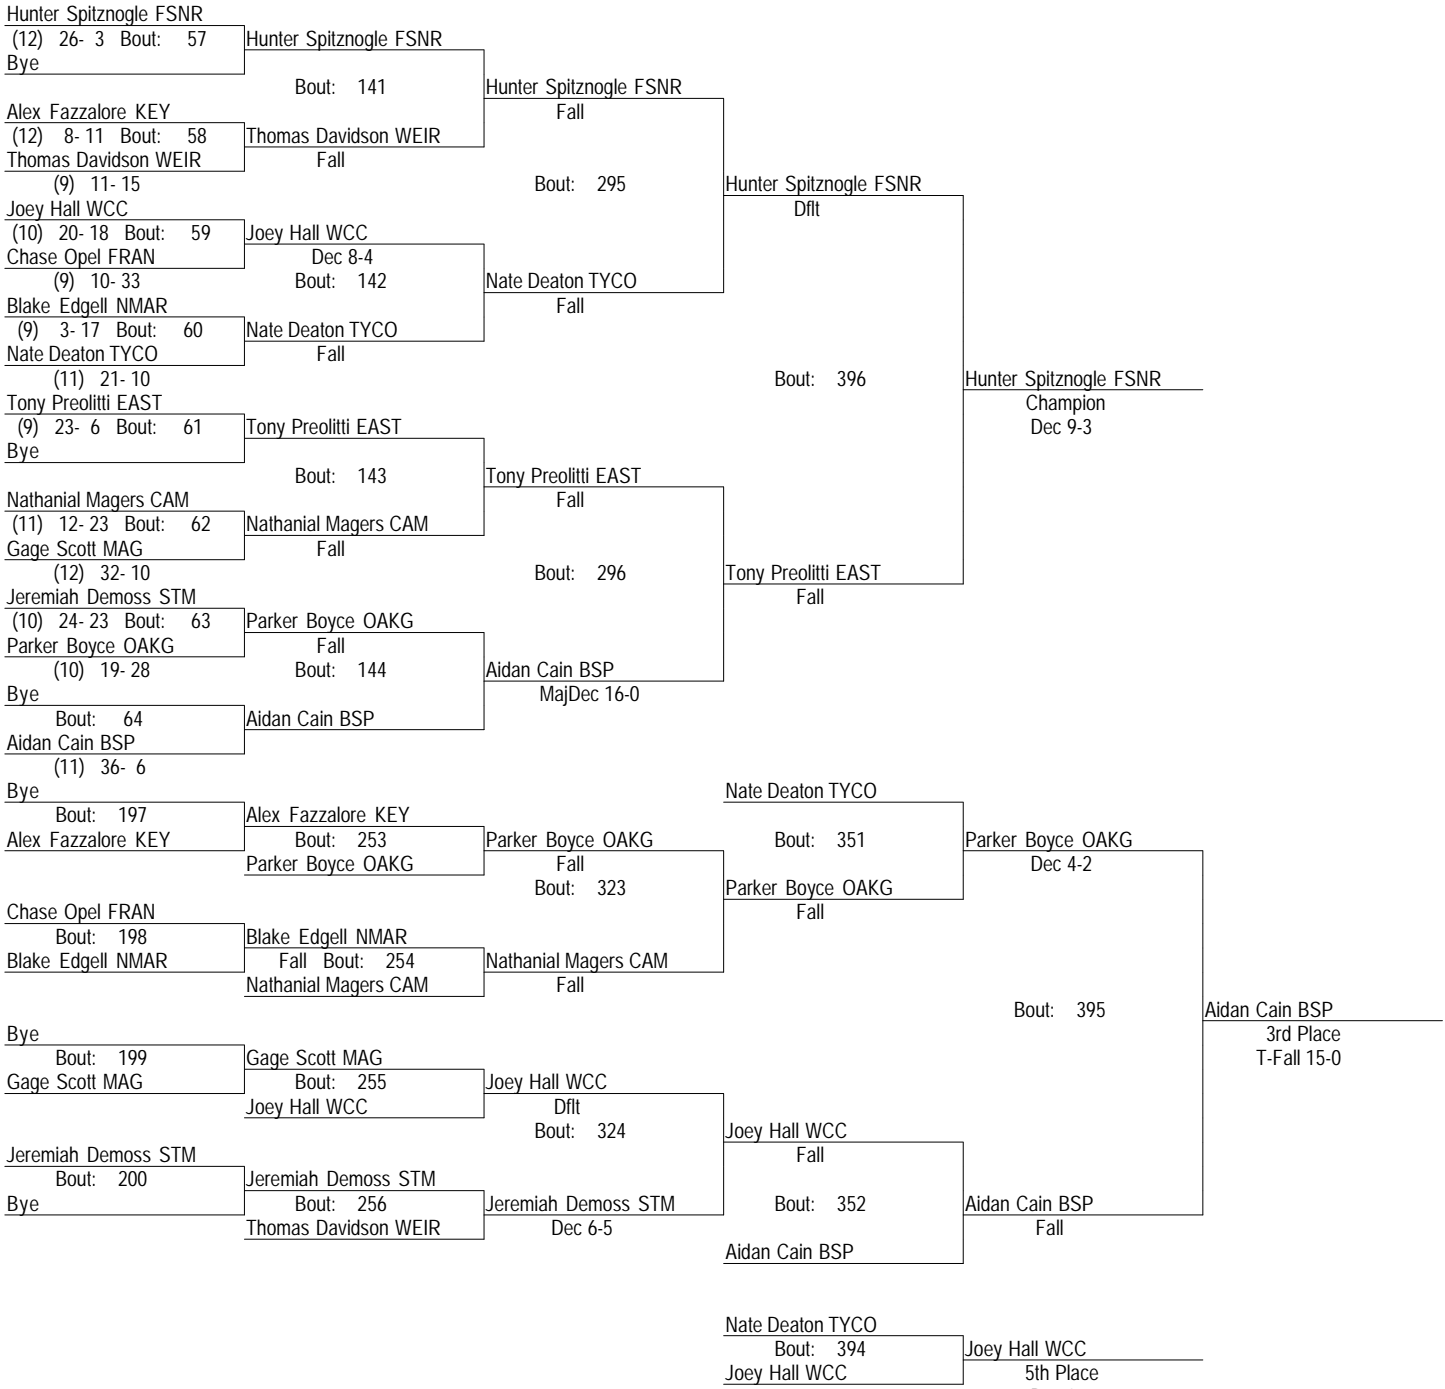 Hunter Spitznogle FSNR
(12) 26- 3 Bout: 57
Bye
Hunter Spitznogle FSNR
Bout: 141
Alex Fazzalore KEY
(12) 8- 11 Bout: 58
Thomas Davidson WEIR
(9) 11- 15
Thomas Davidson WEIR
Fall
Hunter Spitznogle FSNR
Fall
Bout: 295
Joey Hall WCC
(10) 20- 18 Bout: 59
Chase Opel FRAN
(9) 10- 33
Joey Hall WCC
Dec 8-4
Bout: 142
Blake Edgell NMAR
(9) 3- 17 Bout: 60
Nate Deaton TYCO
(11) 21- 10
Nate Deaton TYCO
Fall
Nate Deaton TYCO
Fall
Hunter Spitznogle FSNR
Dflt
Bout: 396
Hunter Spitznogle FSNR
Champion
Dec 9-3
Tony Preolitti EAST
(9) 23- 6 Bout: 61
Bye
Tony Preolitti EAST
Bout: 143
Nathanial Magers CAM
(11) 12- 23 Bout: 62
Gage Scott MAG
(12) 32- 10
Nathanial Magers CAM
Fall
Tony Preolitti EAST
Fall
Bout: 296
Jeremiah Demoss STM
(10) 24- 23 Bout: 63
Parker Boyce OAKG
(10) 19- 28
Parker Boyce OAKG
Fall
Bout: 144
Bye
Bout: 64
Aidan Cain BSP
(11) 36- 6
Aidan Cain BSP
Aidan Cain BSP
MajDec 16-0
Tony Preolitti EAST
Fall
Bye
Bout: 197
Alex Fazzalore KEY
Alex Fazzalore KEY
Bout: 253
Parker Boyce OAKG
Parker Boyce OAKG
Fall
Bout: 323
Chase Opel FRAN
Bout: 198
Blake Edgell NMAR
Blake Edgell NMAR
Fall Bout: 254
Nathanial Magers CAM
Nathanial Magers CAM
Fall
Nate Deaton TYCO
Bout: 351
Parker Boyce OAKG
Fall
Parker Boyce OAKG
Dec 4-2
Bout: 395
Aidan Cain BSP
3rd Place
T-Fall 15-0
Bye
Bout: 199
Gage Scott MAG
Gage Scott MAG
Bout: 255
Joey Hall WCC
Joey Hall WCC
Dflt
Bout: 324
Jeremiah Demoss STM
Bout: 200
Bye
Jeremiah Demoss STM
Bout: 256
Thomas Davidson WEIR
Jeremiah Demoss STM
Dec 6-5
Joey Hall WCC
Fall
Bout: 352
Aidan Cain BSP
Aidan Cain BSP
Fall
Nate Deaton TYCO
Bout: 394
Joey Hall WCC
Joey Hall WCC
5th Place